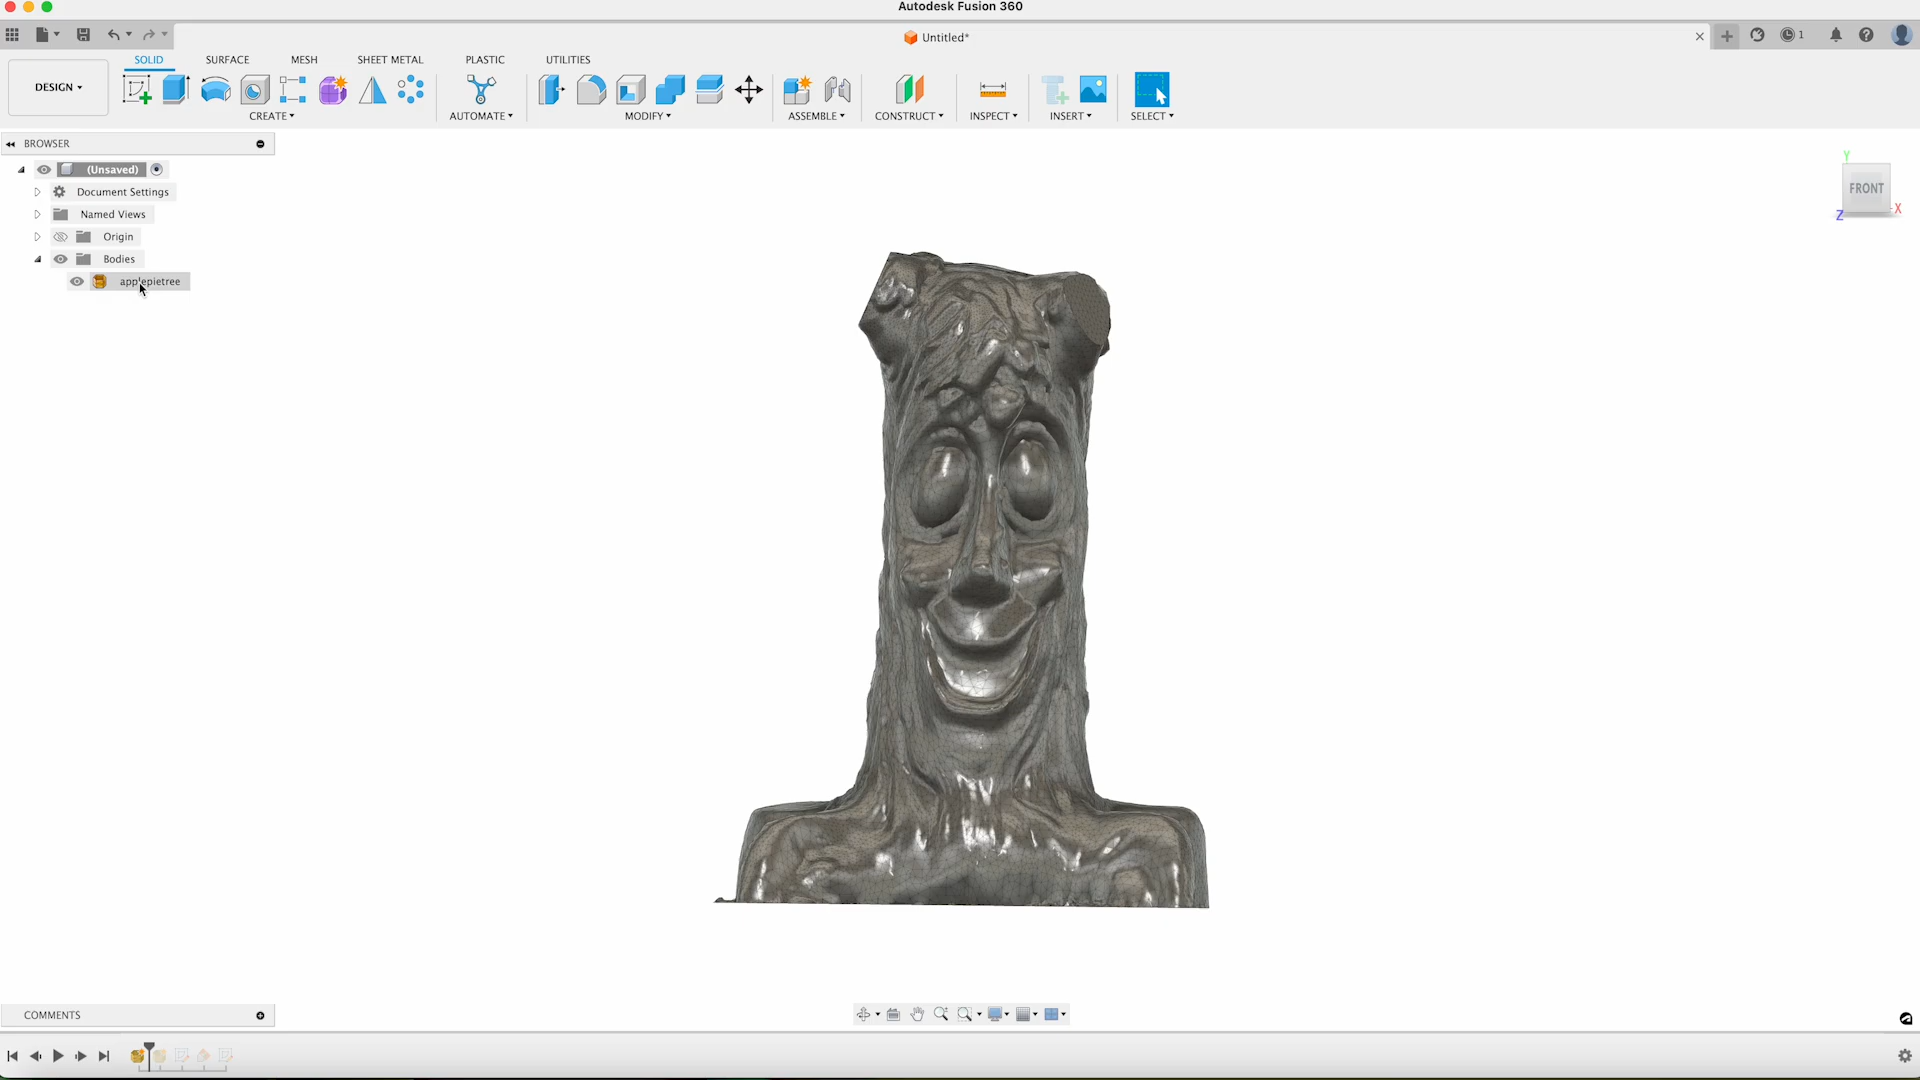 Autodesk Fusion 360
Untitled*
1
DESIGN
SOLID SURFACE MESH SHEET METAL PLASTIC UTILITIES
CREATE AUTOMATE MODIFY ASSEMBLE CONSTRUCT INSPECT INSERT SELECT
BROWSER
(Unsaved)
Document Settings
Named Views
Origin
Bodies
applepietree
Y
FRONT
Z
X
COMMENTS